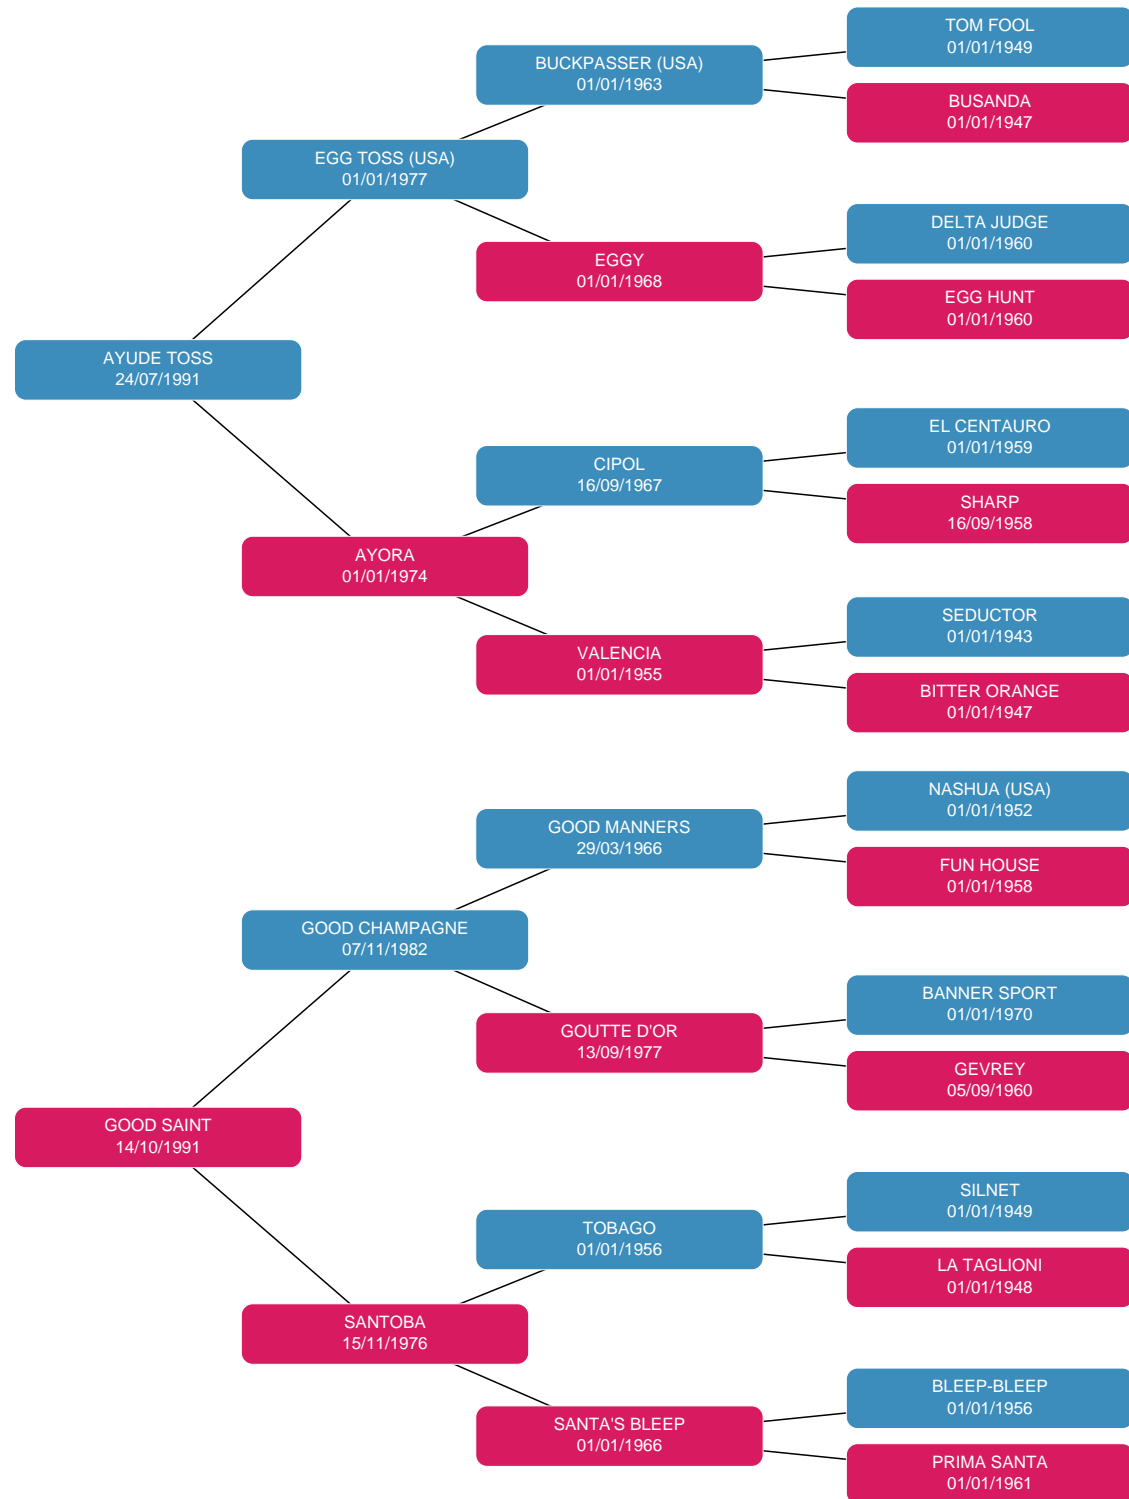 TOM FOOL
01/01/1949
BUCKPASSER (USA)
01/01/1963
BUSANDA
01/01/1947
EGG TOSS (USA)
01/01/1977
DELTA JUDGE
01/01/1960
EGGY
01/01/1968
EGG HUNT
01/01/1960
AYUDE TOSS
24/07/1991
EL CENTAURO
01/01/1959
CIPOL
16/09/1967
SHARP
16/09/1958
AYORA
01/01/1974
SEDUCTOR
01/01/1943
VALENCIA
01/01/1955
BITTER ORANGE
01/01/1947
NASHUA (USA)
01/01/1952
GOOD MANNERS
29/03/1966
FUN HOUSE
01/01/1958
GOOD CHAMPAGNE
07/11/1982
BANNER SPORT
01/01/1970
GOUTTE D'OR
13/09/1977
GEVREY
05/09/1960
GOOD SAINT
14/10/1991
SILNET
01/01/1949
TOBAGO
01/01/1956
LA TAGLIONI
01/01/1948
SANTOBA
15/11/1976
BLEEP-BLEEP
01/01/1956
SANTA'S BLEEP
01/01/1966
PRIMA SANTA
01/01/1961